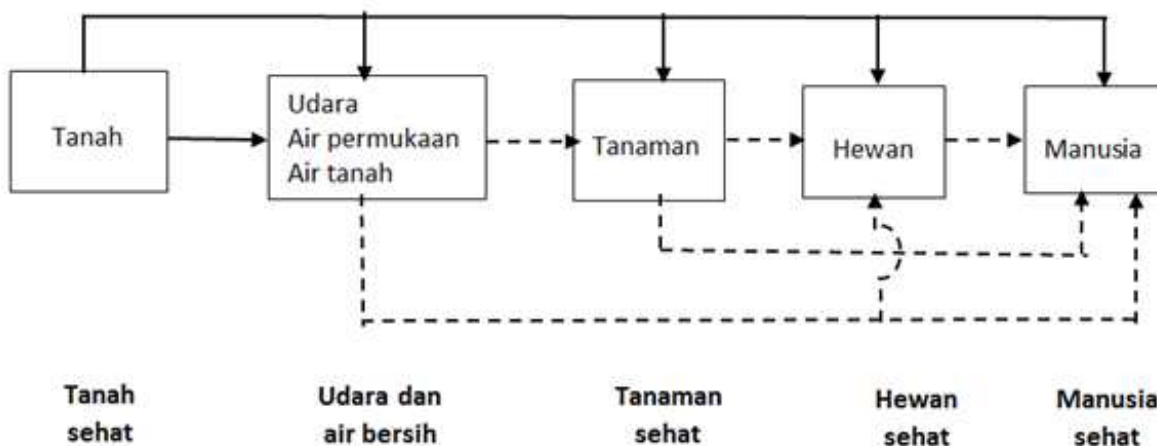 Tanah
Udara
Air permukaan
Air tanah
Tanaman
Hewan
Manusia
Tanah
sehat
Udara dan
air bersih
Tanaman
sehat
Hewan
sehat
Manusia
sehat